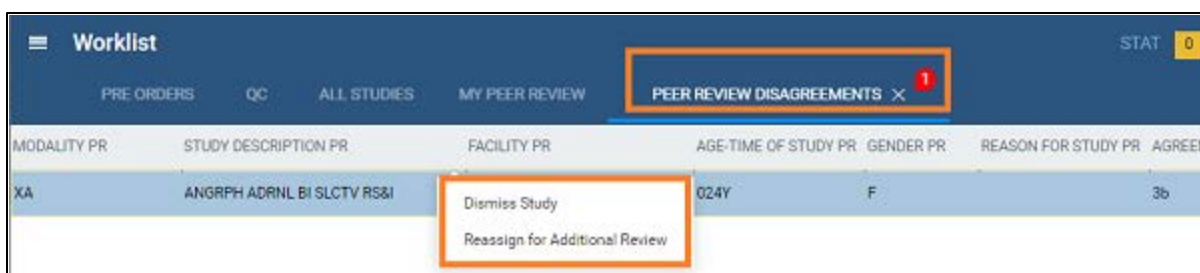 Worklist
STAT 0
PRE ORDERS QC ALL STUDIES MY PEER REVIEW PEER REVIEW DISAGREEMENTS × 1
MODALITY PR STUDY DESCRIPTION PR FACILITY PR AGE-TIME OF STUDY PR GENDER PR REASON FOR STUDY PR AGREE
XA ANGRPH ADRNL BI SLCTV RS&I 024Y F 3b
Dismiss Study
Reassign for Additional Review